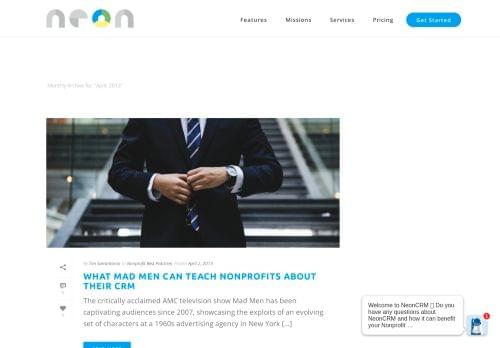 neon
Features
Missions
Services
Pricing
Get Started
Monthly Archive for: "April, 2013"
by Tim Sarrantonio in Nonprofit Best Practices Posted April 2, 2013
WHAT MAD MEN CAN TEACH NONPROFITS ABOUT
THEIR CRM
The critically acclaimed AMC television show Mad Men has been
captivating audiences since 2007, showcasing the exploits of an evolving
set of characters at a 1960s advertising agency in New York [...]
Welcome to NeonCRM Do you
have any questions about
NeonCRM and how it can benefit
your Nonprofit ...
1